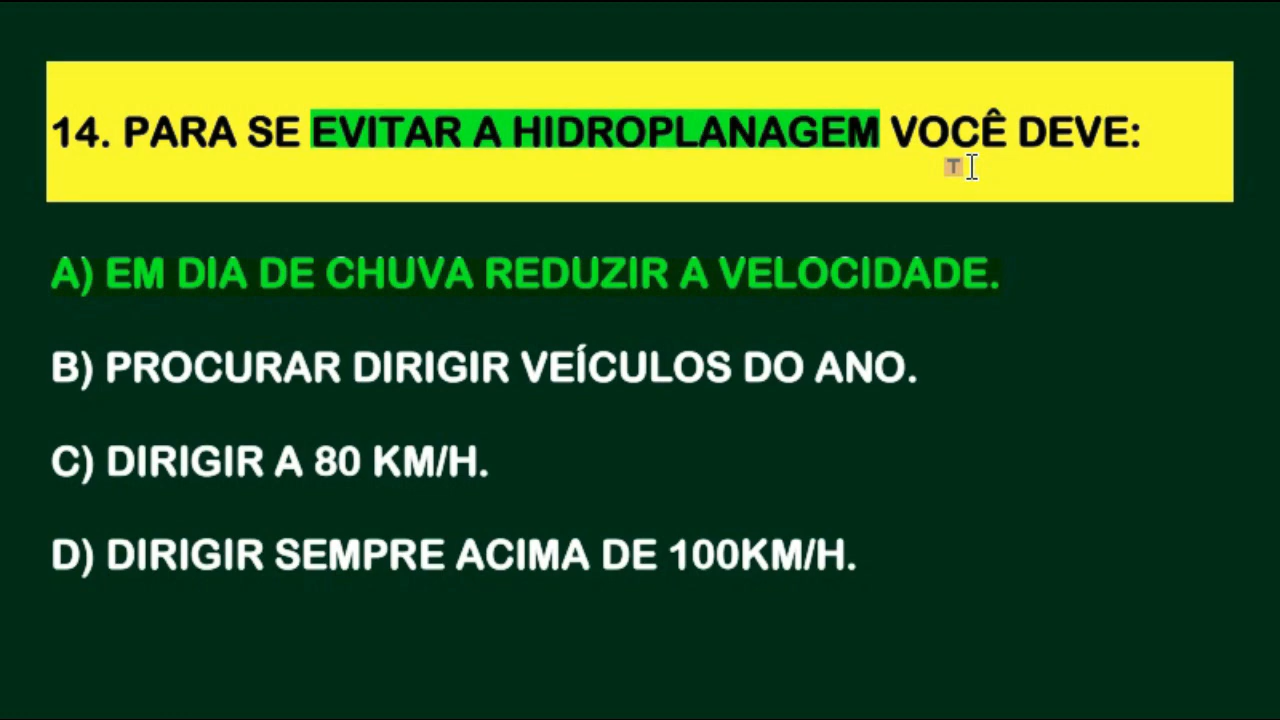 14. PARA SE EVITAR A HIDROPLANAGEM VOCÊ DEVE:
T
A) EM DIA DE CHUVA REDUZIR A VELOCIDADE.
B) PROCURAR DIRIGIR VEÍCULOS DO ANO.
C) DIRIGIR A 80 KM/H.
D) DIRIGIR SEMPRE ACIMA DE 100KM/H.